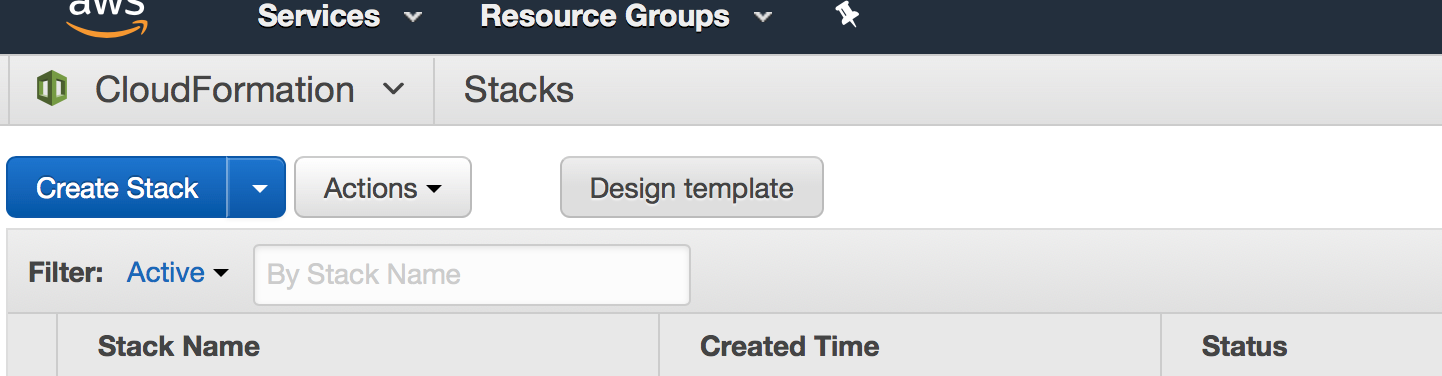 aws
Services Resource Groups
CloudFormation Stacks
Create Stack Actions Design template
Filter: Active By Stack Name
Stack Name Created Time Status